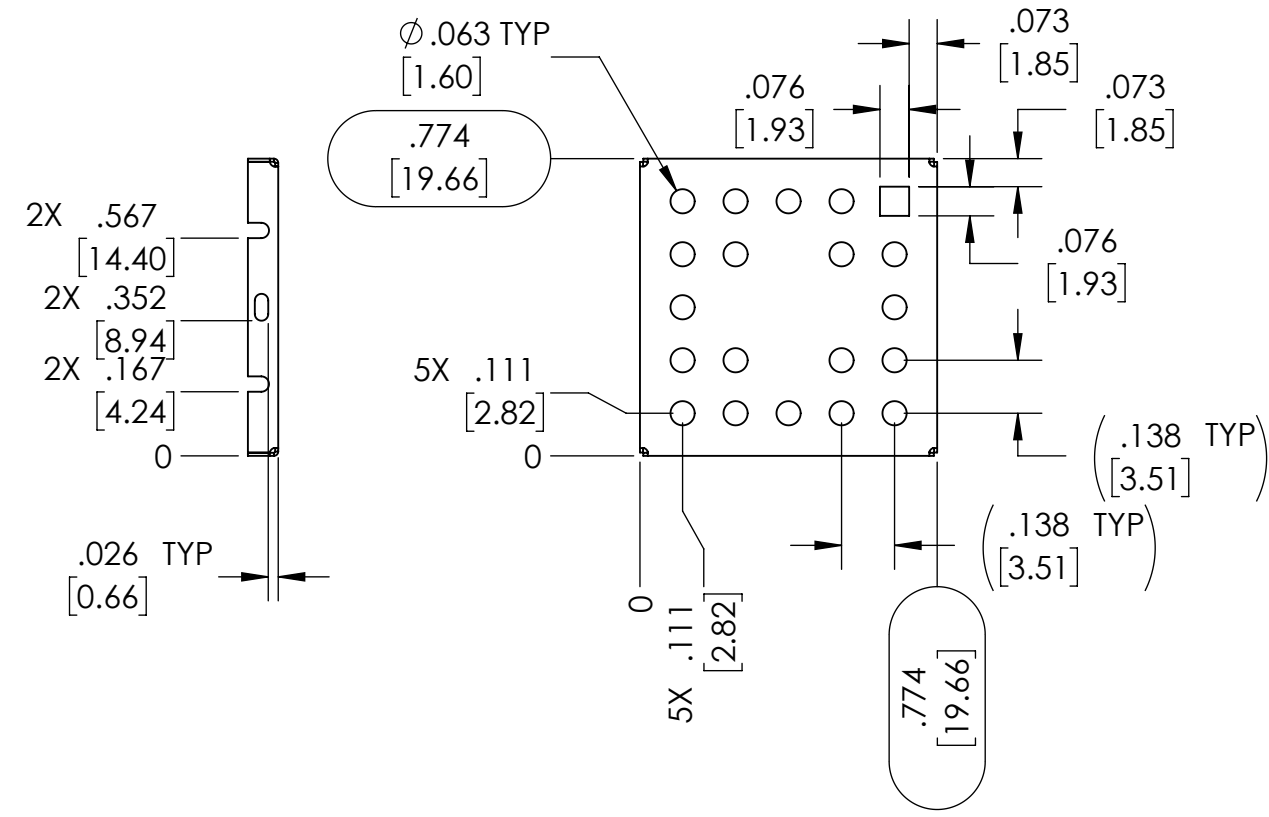 ∅ .063 TYP
[1.60]
.073
[1.85]
.076
[1.93]
.073
[1.85]
.774
[19.66]
2X .567
[14.40]
.076
[1.93]
2X .352
[8.94]
2X .167
[4.24]
5X .111
[2.82]
0
0
(.138 TYP)
[3.51]
(.138 TYP)
[3.51]
.026 TYP
[0.66]
0
5X .111
[2.82]
.774
[19.66]